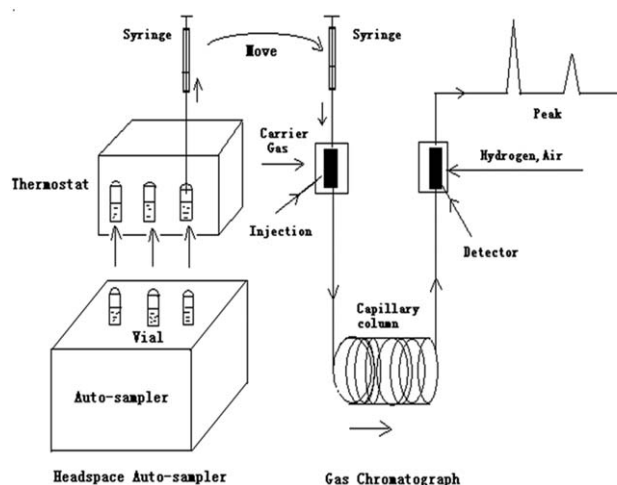 Syringe
Move
Syringe
Peak
Carrier
Gas
Hydrogen, Air
Thermostat
Injection
Detector
Capillary
column
Vial
Auto-sampler
Headspace Auto-sampler
Gas Chromatograph